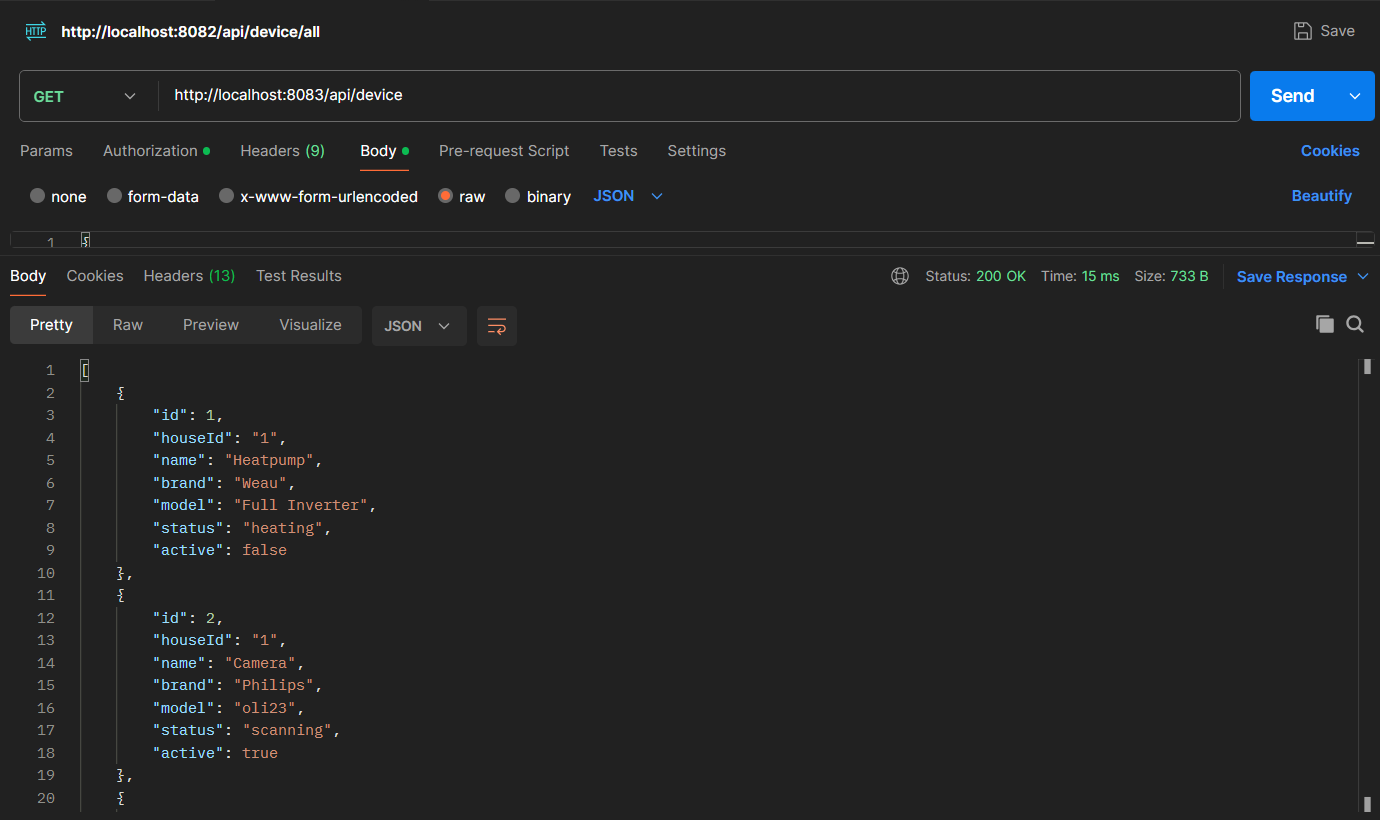 HTTP http://localhost:8082/api/device/all Save
GET http://localhost:8083/api/device Send
Params Authorization Headers (9) Body Pre-request Script Tests Settings Cookies
none form-data x-www-form-urlencoded raw binary JSON Beautify
1 {
Body Cookies Headers (13) Test Results Status: 200 OK Time: 15 ms Size: 733 B Save Response
Pretty Raw Preview Visualize JSON
1 [
2 {
3 "id": 1,
4 "houseId": "1",
5 "name": "Heatpump",
6 "brand": "Weau",
7 "model": "Full Inverter",
8 "status": "heating",
9 "active": false
10 },
11 {
12 "id": 2,
13 "houseId": "1",
14 "name": "Camera",
15 "brand": "Philips",
16 "model": "oli23",
17 "status": "scanning",
18 "active": true
19 },
20 {